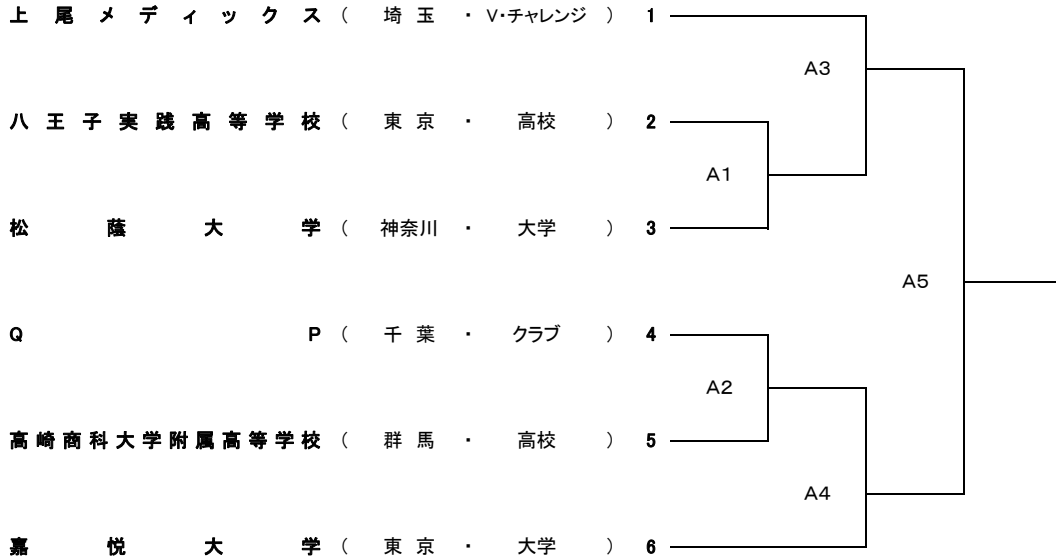 上尾メディックス （ 埼玉 ・ V・チャレンジ ） 1
A3
八王子実践高等学校 （ 東京 ・ 高校 ） 2
A1
松蔭大学 （ 神奈川 ・ 大学 ） 3
A5
QP （ 千葉 ・ クラブ ） 4
A2
高崎商科大学附属高等学校 （ 群馬 ・ 高校 ） 5
A4
嘉悦大学 （ 東京 ・ 大学 ） 6